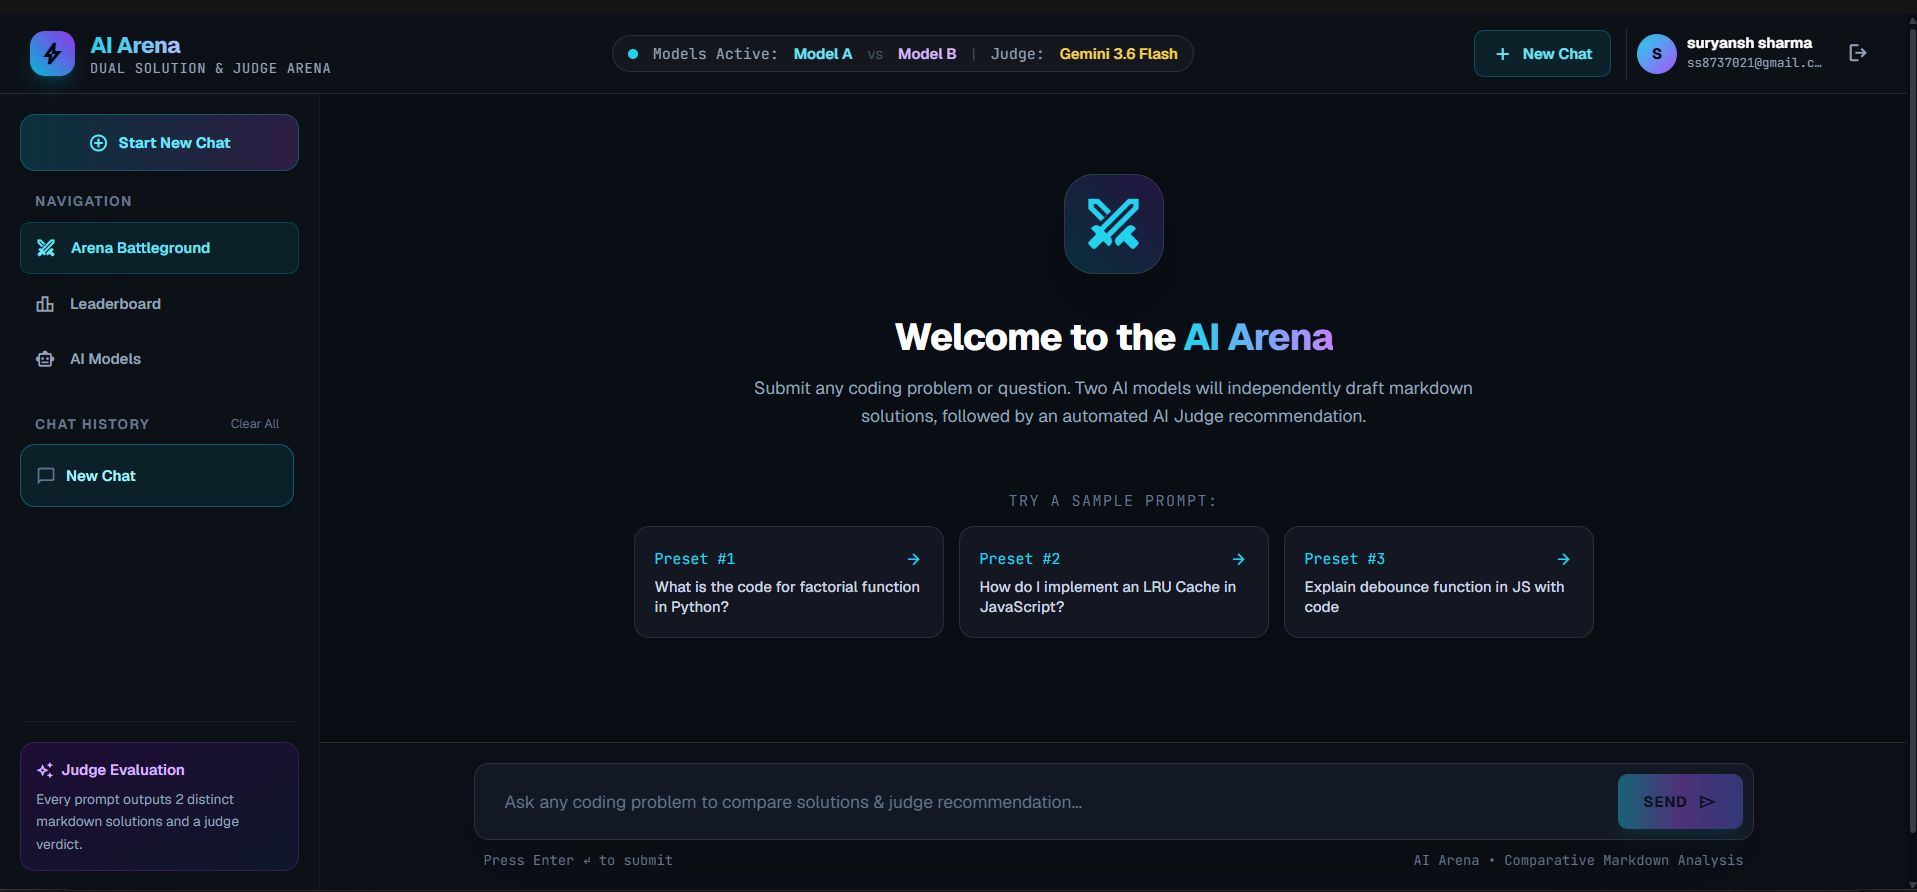 AI Arena
DUAL SOLUTION & JUDGE ARENA
Models Active: Model A vs Model B | Judge: Gemini 3.6 Flash
+ New Chat
S
suryansh sharma
ss8737021@gmail.c…
Start New Chat
NAVIGATION
Arena Battleground
Leaderboard
AI Models
CHAT HISTORY
Clear All
New Chat
Judge Evaluation
Every prompt outputs 2 distinct
markdown solutions and a judge
verdict.
Welcome to the AI Arena
Submit any coding problem or question. Two AI models will independently draft markdown
solutions, followed by an automated AI Judge recommendation.
TRY A SAMPLE PROMPT:
Preset #1 →
What is the code for factorial function
in Python?
Preset #2 →
How do I implement an LRU Cache in
JavaScript?
Preset #3 →
Explain debounce function in JS with
code
Ask any coding problem to compare solutions & judge recommendation...
SEND
Press Enter ↵ to submit
AI Arena • Comparative Markdown Analysis